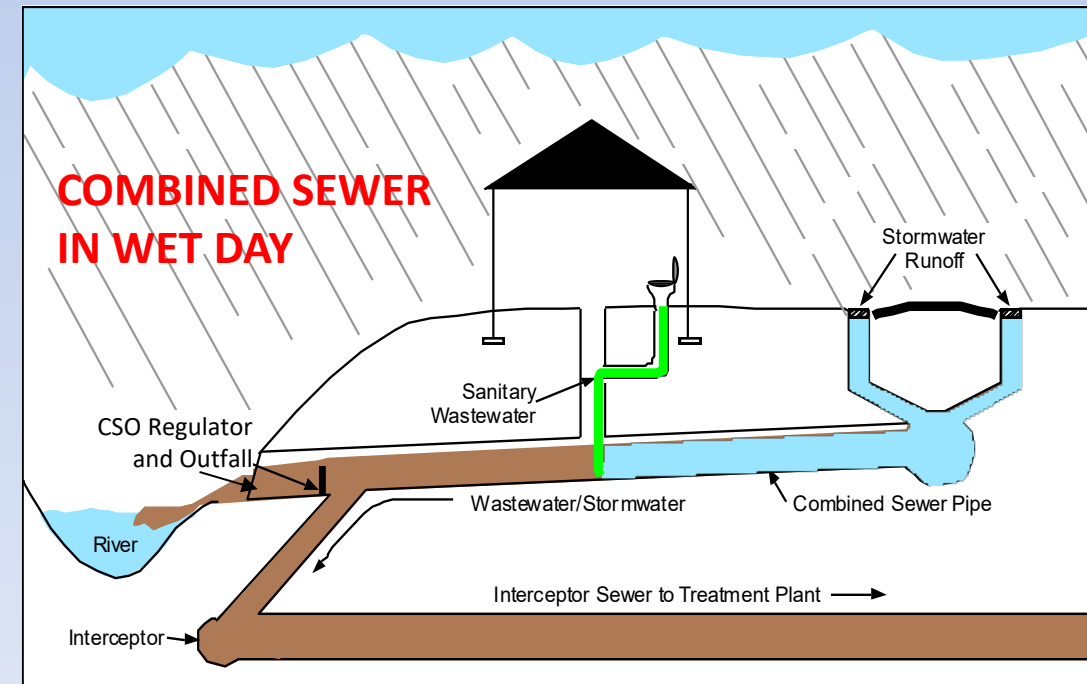 COMBINED SEWER
IN WET DAY
Stormwater
Runoff
Sanitary
Wastewater
CSO Regulator
and Outfall
Wastewater/Stormwater
Combined Sewer Pipe
River
Interceptor Sewer to Treatment Plant
Interceptor